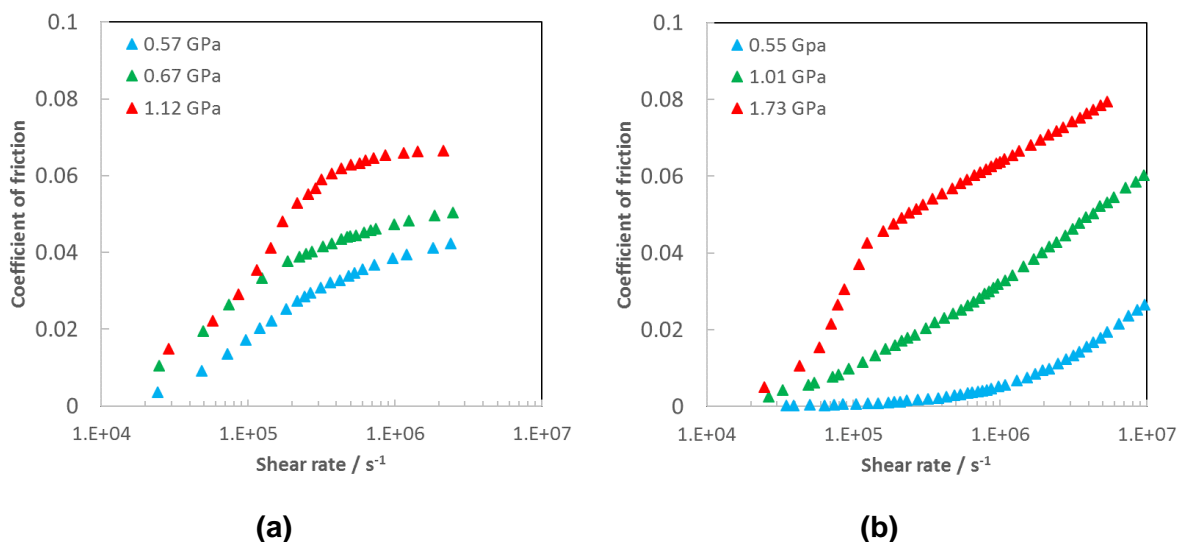 0.57 GPa
0.67 GPa
1.12 GPa
Coefficient of friction
0.1
0.08
0.06
0.04
0.02
0
1.E+04 1.E+05 1.E+06 1.E+07
Shear rate / s-1
(a)
0.55 Gpa
1.01 GPa
1.73 GPa
Coefficient of friction
0.1
0.08
0.06
0.04
0.02
0
1.E+04 1.E+05 1.E+06 1.E+07
Shear rate / s-1
(b)